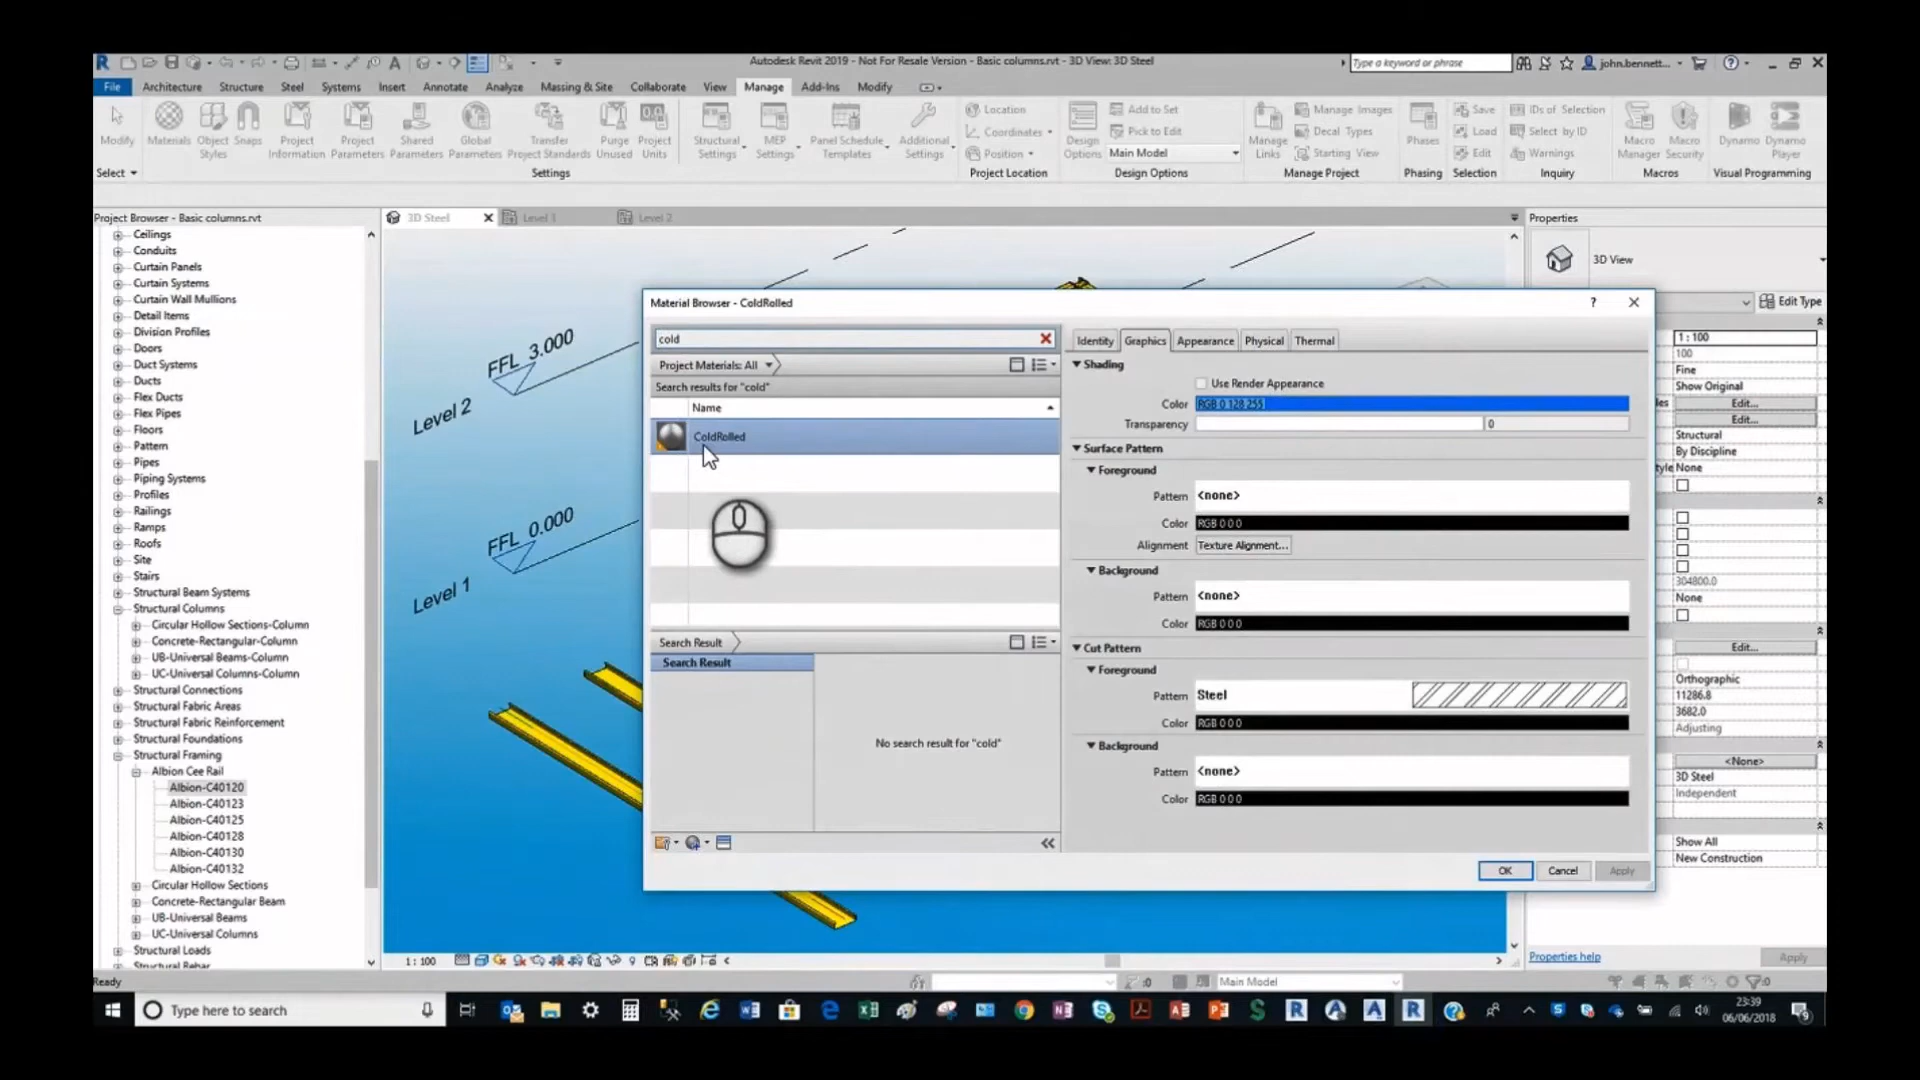 Autodesk Revit 2019 - Not For Resale Version - Basic columns.rvt - 3D View: 3D Steel
Type a keyword or phrase
john.bennett...
File Architecture Structure Steel Systems Insert Annotate Analyze Massing & Site Collaborate View Manage Add-Ins Modify
Modify
Materials
Object Styles
Snaps
Project Information
Project Parameters
Shared Parameters
Global Parameters
Transfer Project Standards
Purge Unused
Project Units
Structural Settings
MEP Settings
Panel Schedule Templates
Additional Settings
Location
Coordinates
Position
Design Options
Add to Set
Pick to Edit
Main Model
Manage Links
Manage Images
Decal Types
Starting View
Phases
Save
Load
Edit
IDs of Selection
Select by ID
Warnings
Macro Manager
Macro Security
Dynamo
Dynamo Player
Select
Settings
Project Location
Design Options
Manage Project
Phasing
Selection
Inquiry
Macros
Visual Programming
Project Browser - Basic columns.rvt
Ceilings
Conduits
Curtain Panels
Curtain Systems
Curtain Wall Mullions
Detail Items
Division Profiles
Doors
Duct Systems
Ducts
Flex Ducts
Flex Pipes
Floors
Pattern
Pipes
Piping Systems
Profiles
Railings
Ramps
Roofs
Site
Stairs
Structural Beam Systems
Structural Columns
Circular Hollow Sections-Column
Concrete-Rectangular-Column
UB-Universal Beams-Column
UC-Universal Columns-Column
Structural Connections
Structural Fabric Areas
Structural Fabric Reinforcement
Structural Foundations
Structural Framing
Albion Cee Rail
Albion-C40120
Albion-C40123
Albion-C40125
Albion-C40128
Albion-C40130
Albion-C40132
Circular Hollow Sections
Concrete-Rectangular Beam
UB-Universal Beams
UC-Universal Columns
Structural Loads
Structural Rebar
3D Steel
Level 1
Level 2
FFL 3.000
Level 2
FFL 0.000
Level 1
Material Browser - ColdRolled
cold
Project Materials: All
Search results for "cold"
Name
ColdRolled
Search Result
Search Result
No search result for "cold"
Identity Graphics Appearance Physical Thermal
Shading
Use Render Appearance
Color RGB 0 128 255
Transparency 0
Surface Pattern
Foreground
Pattern <none>
Color RGB 0 0 0
Alignment Texture Alignment...
Background
Pattern <none>
Color RGB 0 0 0
Cut Pattern
Foreground
Pattern Steel
Color RGB 0 0 0
Background
Pattern <none>
Color RGB 0 0 0
OK Cancel Apply
Properties
3D View
Edit Type
1 : 100
100
Fine
Show Original
Edit...
Edit...
Structural
By Discipline
None
304800.0
None
Edit...
Orthographic
11286.8
3682.0
Adjusting
<None>
3D Steel
Independent
Show All
New Construction
Properties help
Apply
1 : 100
Ready
:0
Main Model
:0
Type here to search
23:39
06/06/2018